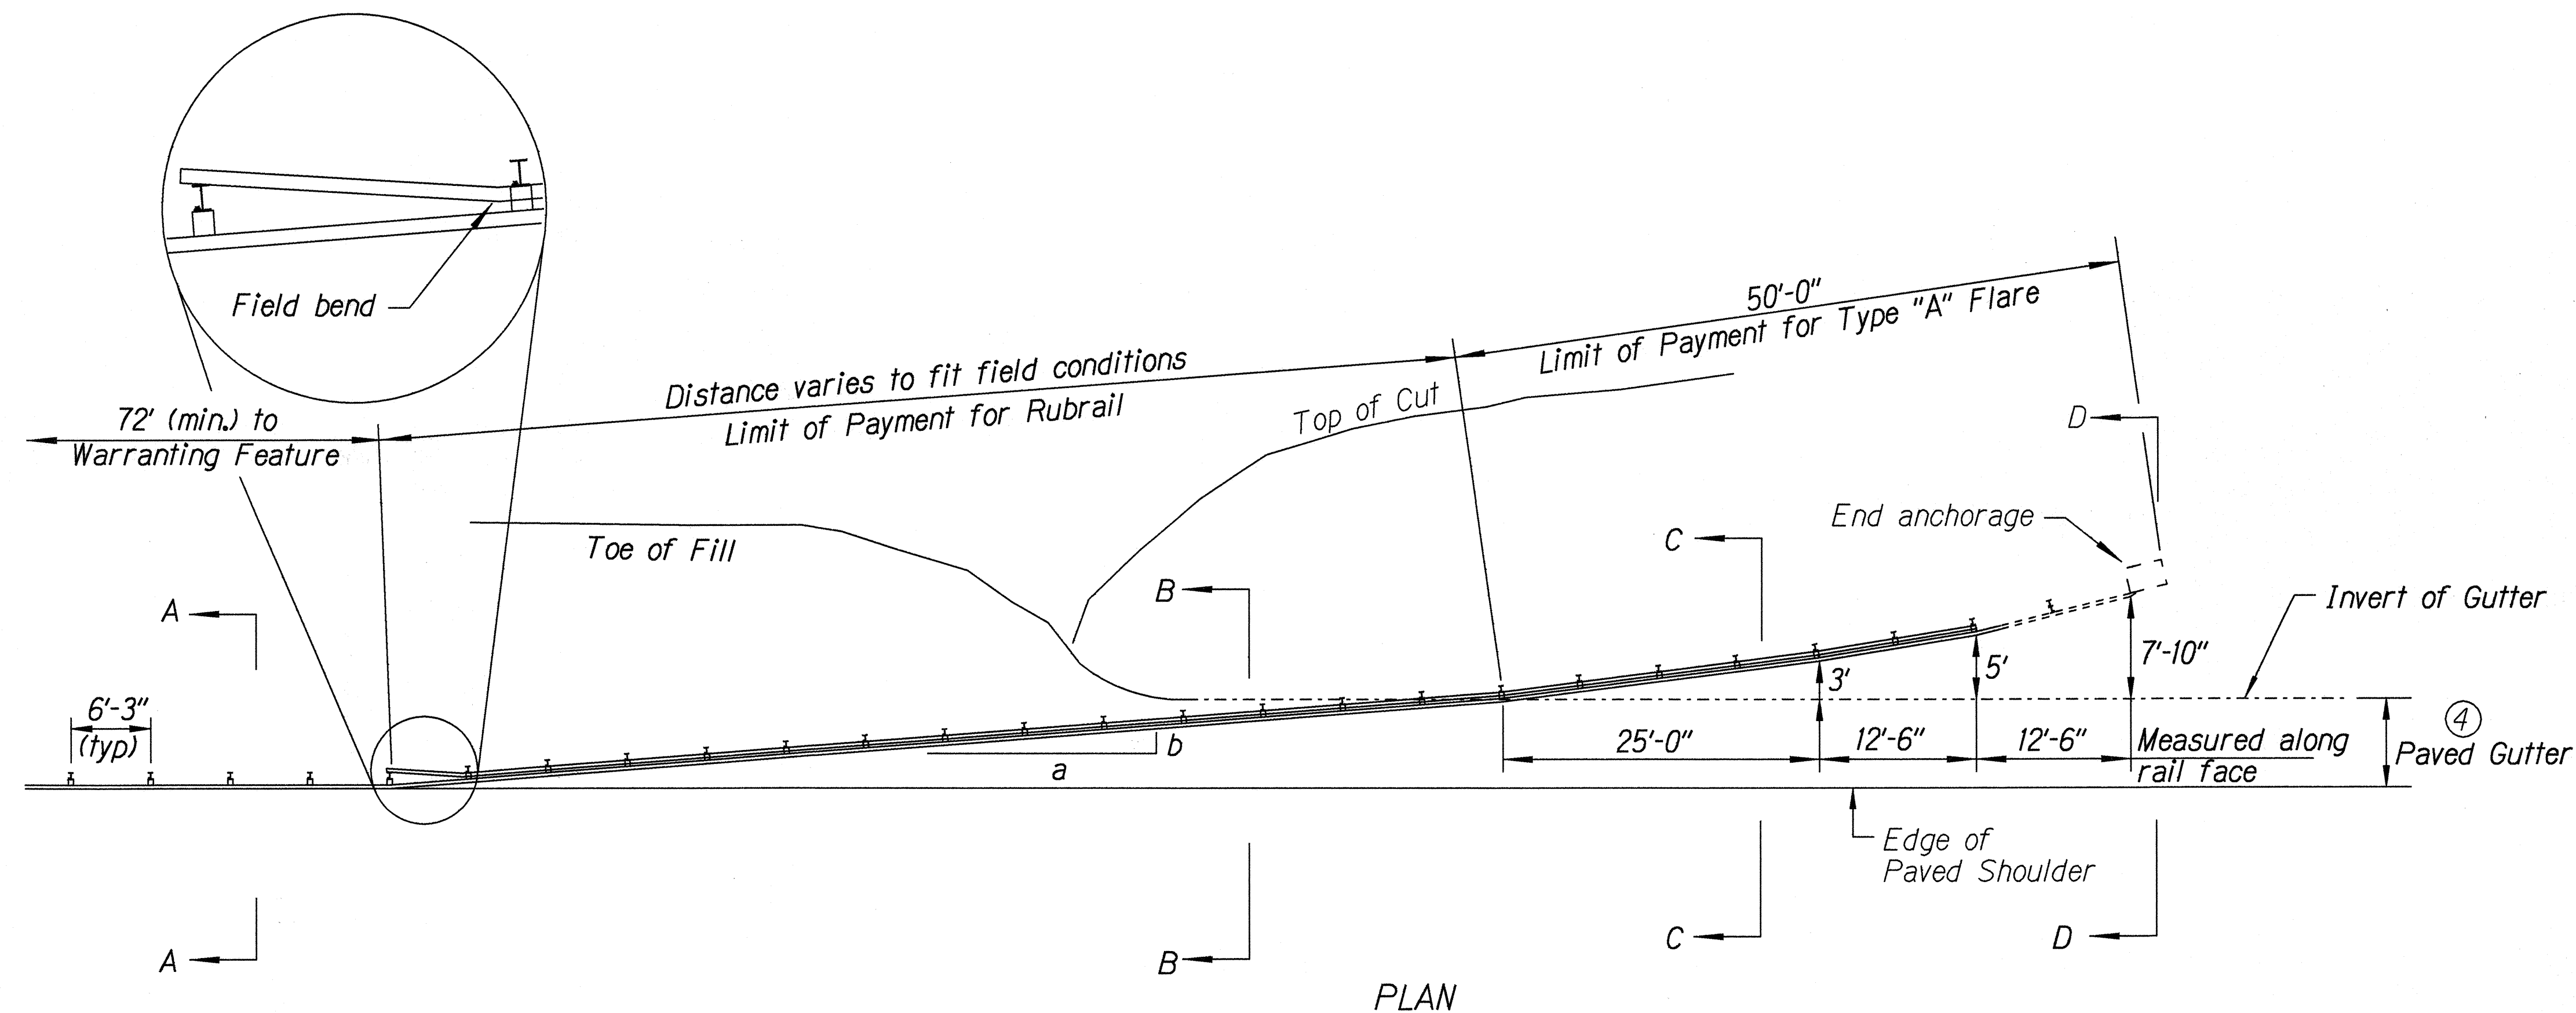 Field bend
50'-0"
Limit of Payment for Type "A" Flare
Distance varies to fit field conditions
Limit of Payment for Rubrail
72' (min.) to
Warranting Feature
Top of Cut
D
End anchorage
Toe of Fill
C
B
A
Invert of Gutter
6'-3"
(typ)
b
a
3'
5'
7'-10"
25'-0"
12'-6"
12'-6"
Measured along
rail face
4
Paved Gutter
Edge of
Paved Shoulder
A
B
C
D
PLAN